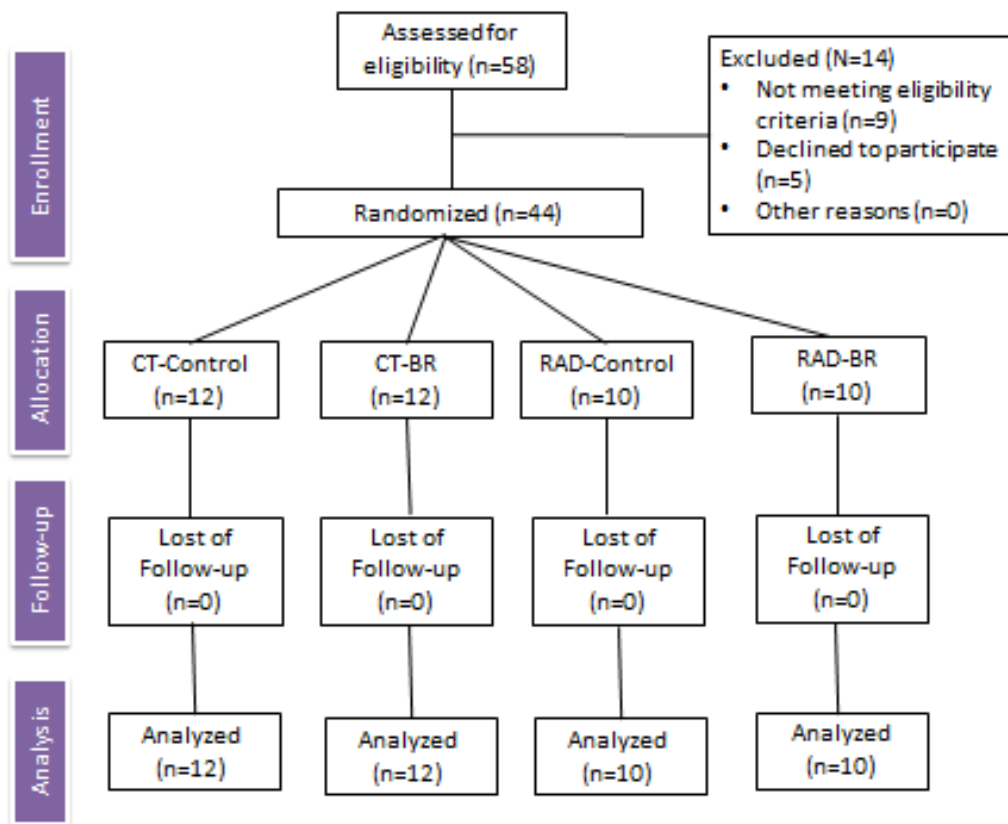 Enrollment
Assessed for
eligibility (n=58)
Excluded (N=14)
• Not meeting eligibility
criteria (n=9)
• Declined to participate
(n=5)
• Other reasons (n=0)
Randomized (n=44)
Allocation
CT-Control
(n=12)
CT-BR
(n=12)
RAD-Control
(n=10)
RAD-BR
(n=10)
Follow-up
Lost of
Follow-up
(n=0)
Lost of
Follow-up
(n=0)
Lost of
Follow-up
(n=0)
Lost of
Follow-up
(n=0)
Analysis
Analyzed
(n=12)
Analyzed
(n=12)
Analyzed
(n=10)
Analyzed
(n=10)